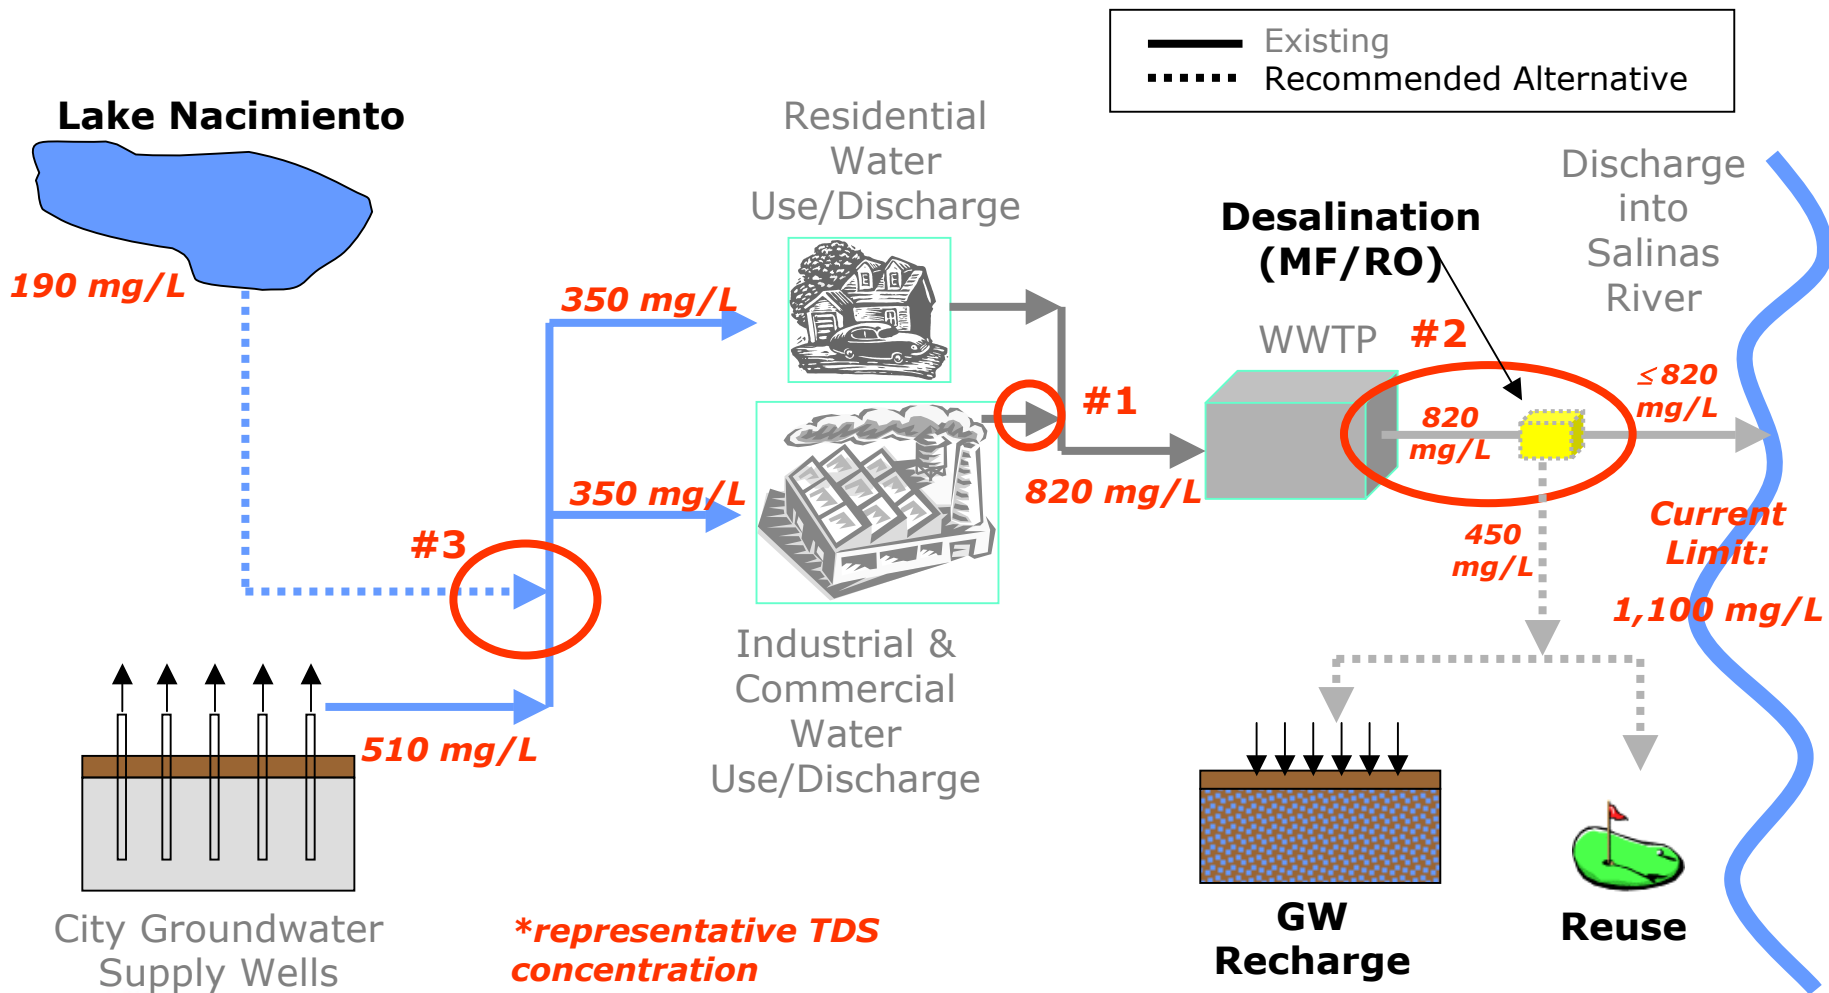 Existing
Recommended Alternative
Lake Nacimiento
190 mg/L
Residential
Water
Use/Discharge
350 mg/L
350 mg/L
#3
510 mg/L
City Groundwater
Supply Wells
*representative TDS
concentration
Industrial &
Commercial
Water
Use/Discharge
#1
820 mg/L
WWTP
#2
Desalination
(MF/RO)
820
mg/L
≤820
mg/L
Discharge
into
Salinas
River
450
mg/L
Current
Limit:
1,100 mg/L
GW
Recharge
Reuse